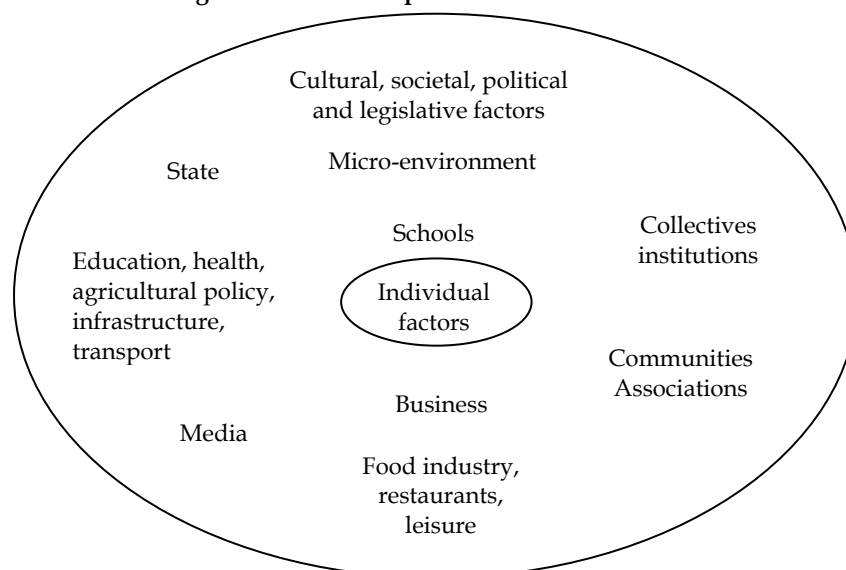 Cultural, societal, political
and legislative factors
Micro-environment
State
Schools
Collectives
institutions
Education, health,
agricultural policy,
infrastructure,
transport
Individual
factors
Communities
Associations
Business
Media
Food industry,
restaurants,
leisure